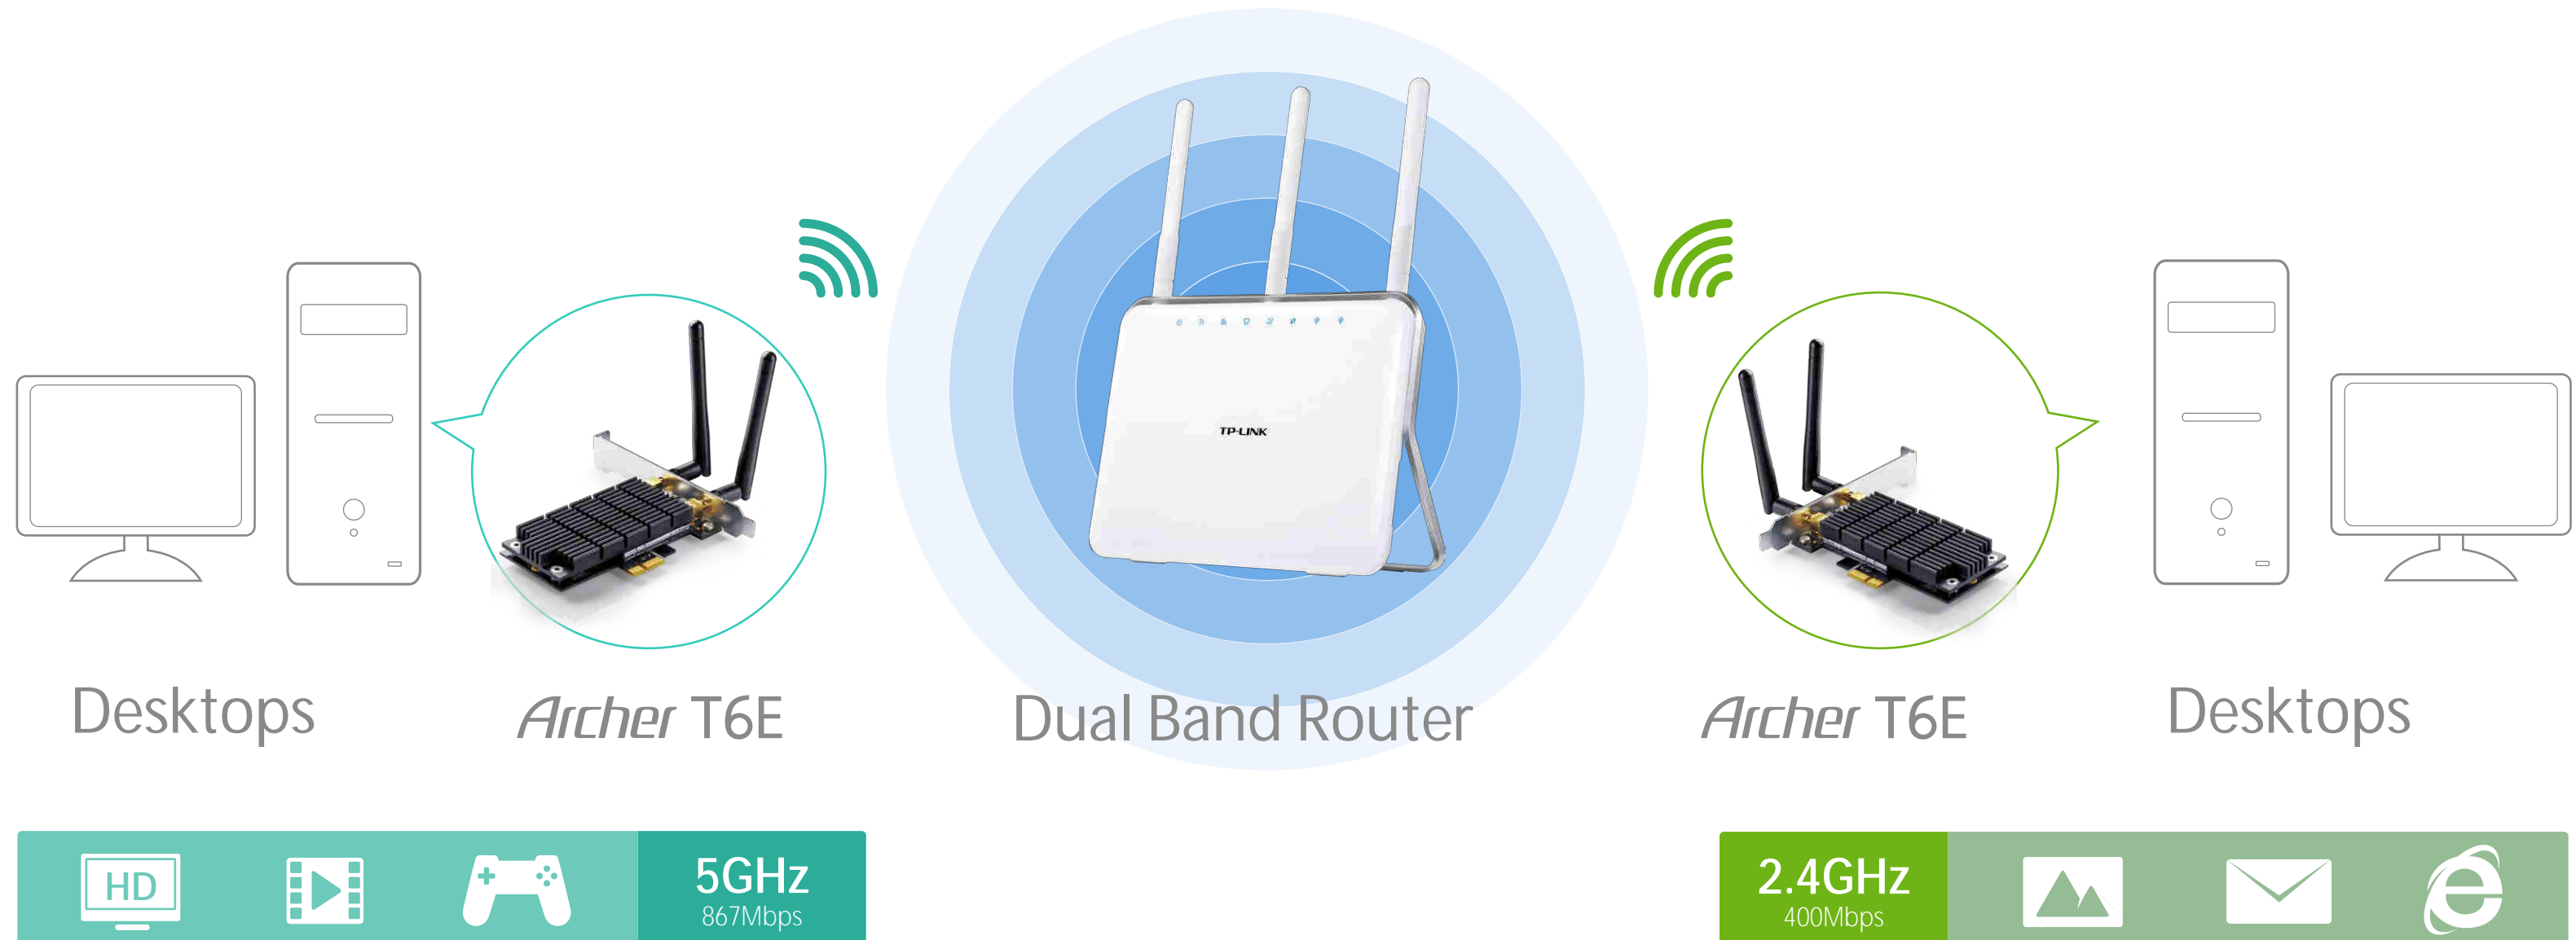 TP-LINK
Desktops
Archer T6E
Dual Band Router
Archer T6E
Desktops
HD
5GHz
867Mbps
2.4GHz
400Mbps